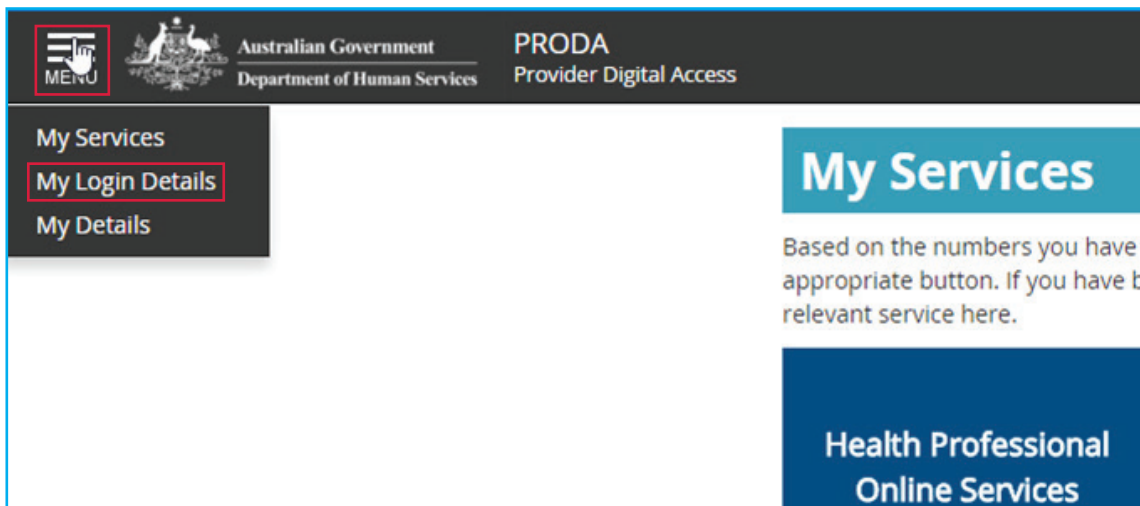 MENU
Australian Government
Department of Human Services
PRODA
Provider Digital Access
My Services
My Login Details
My Details
My Services
Based on the numbers you have
appropriate button. If you have b
relevant service here.
Health Professional
Online Services